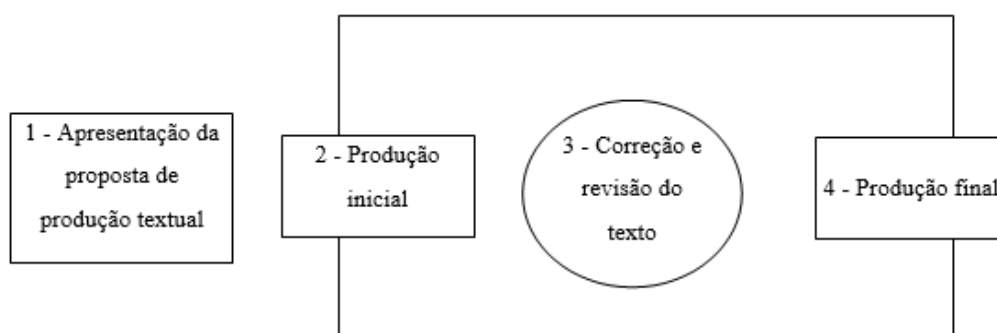 1 - Apresentação da
proposta de
produção textual
2 - Produção
inicial
3 - Correção e
revisão do
texto
4 - Produção final